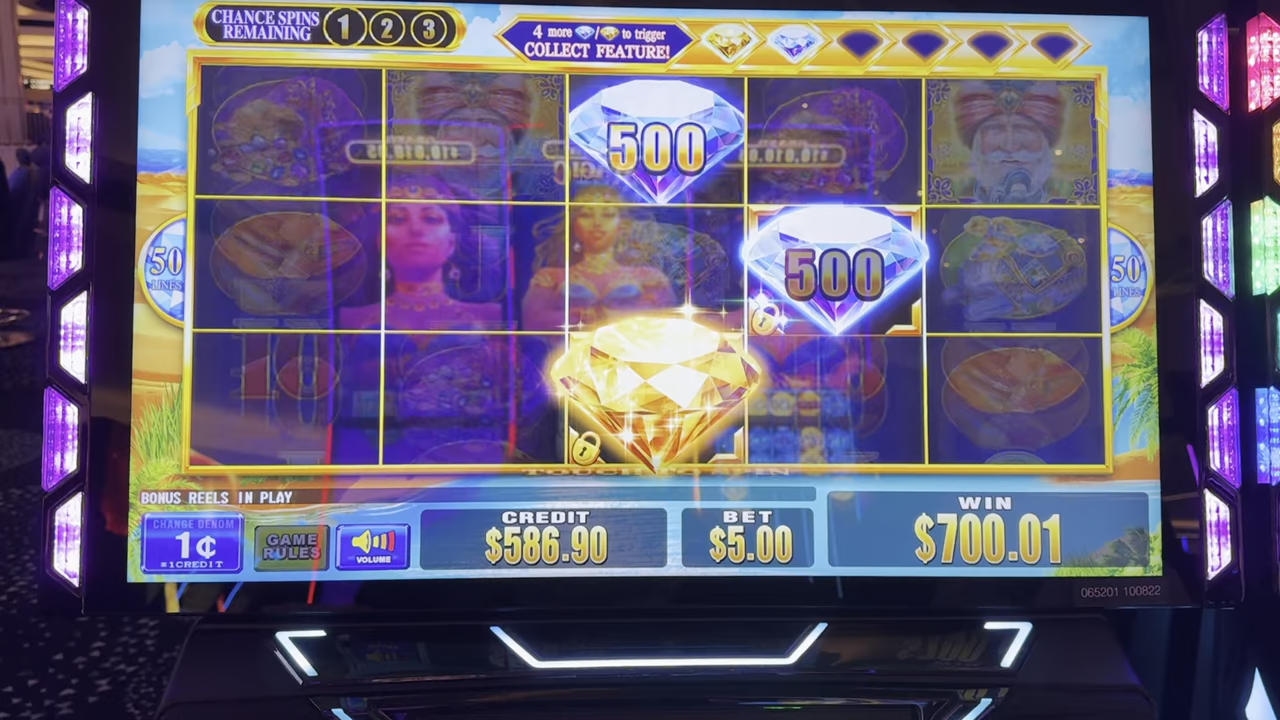 CHANCE SPINS
REMAINING
1 2 3
4 more / to trigger
COLLECT FEATURE!
500
500
50
LINES
50
LINES
10
BONUS REELS IN PLAY
CHANGE DENOM
1¢
=1CREDIT
GAME
RULES
VOLUME
CREDIT
$586.90
BET
$5.00
WIN
$700.01
065201 100822